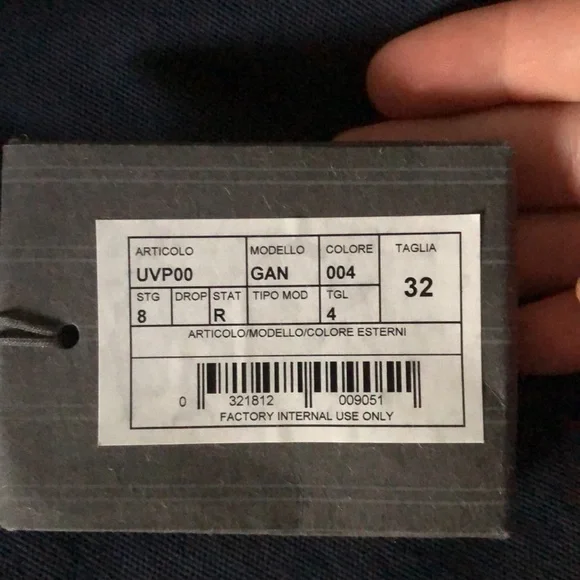 ARTICOLO MODELLO COLORE TAGLIA
UVP00 GAN 004 32
STG DROP STAT TIPO MOD TGL
8 R 4
ARTICOLO/MODELLO/COLORE ESTERNI
0 321812 009051
FACTORY INTERNAL USE ONLY